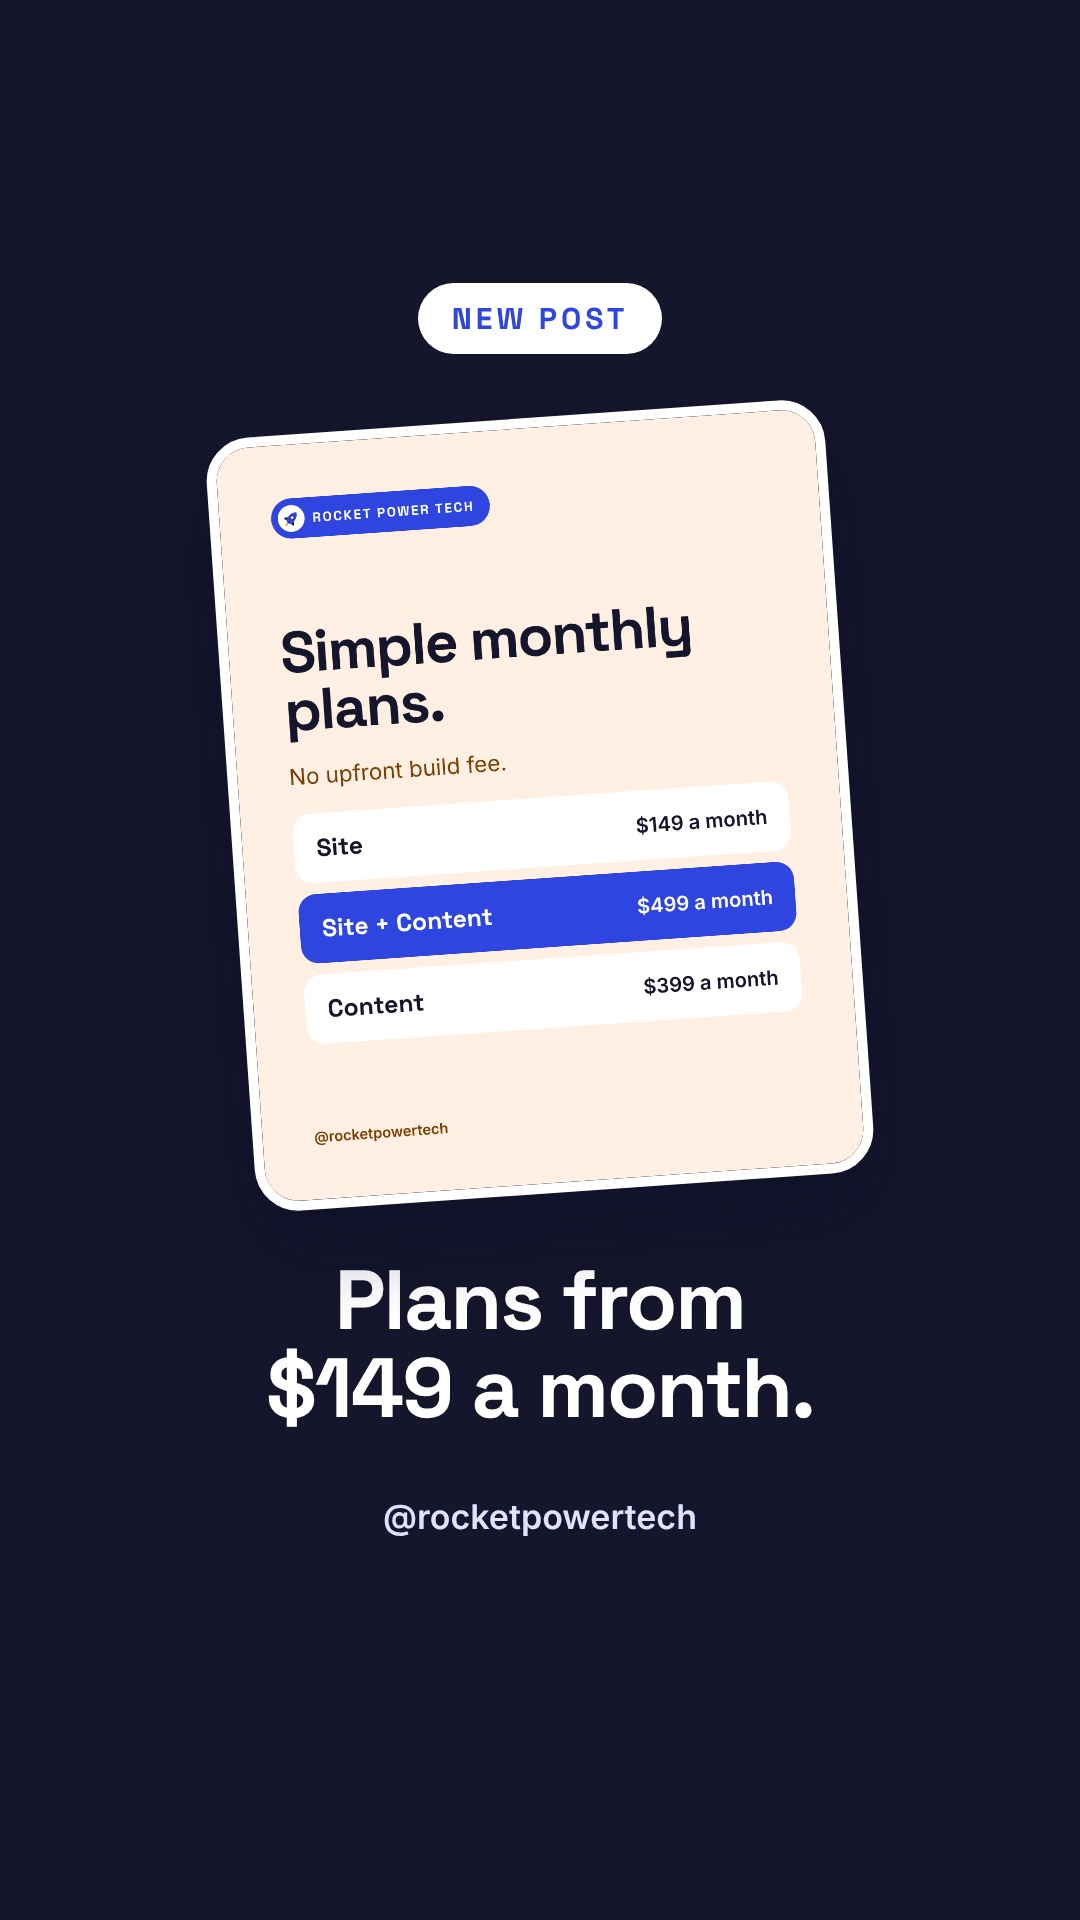 NEW POST
ROCKET POWER TECH
Simple monthly
plans.
No upfront build fee.
Site $149 a month
Site + Content $499 a month
Content $399 a month
@rocketpowertech
Plans from
$149 a month.
@rocketpowertech